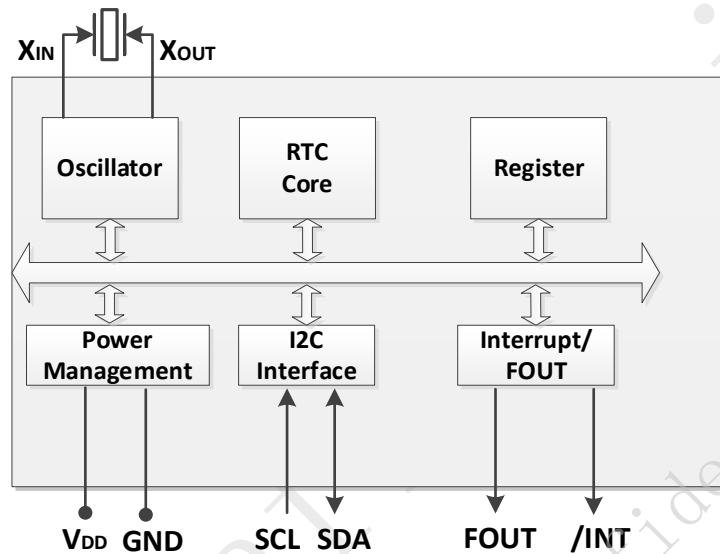 XIN XOUT
Oscillator
RTC
Core
Register
Power
Management
I2C
Interface
Interrupt/
FOUT
VDD GND SCL SDA FOUT /INT